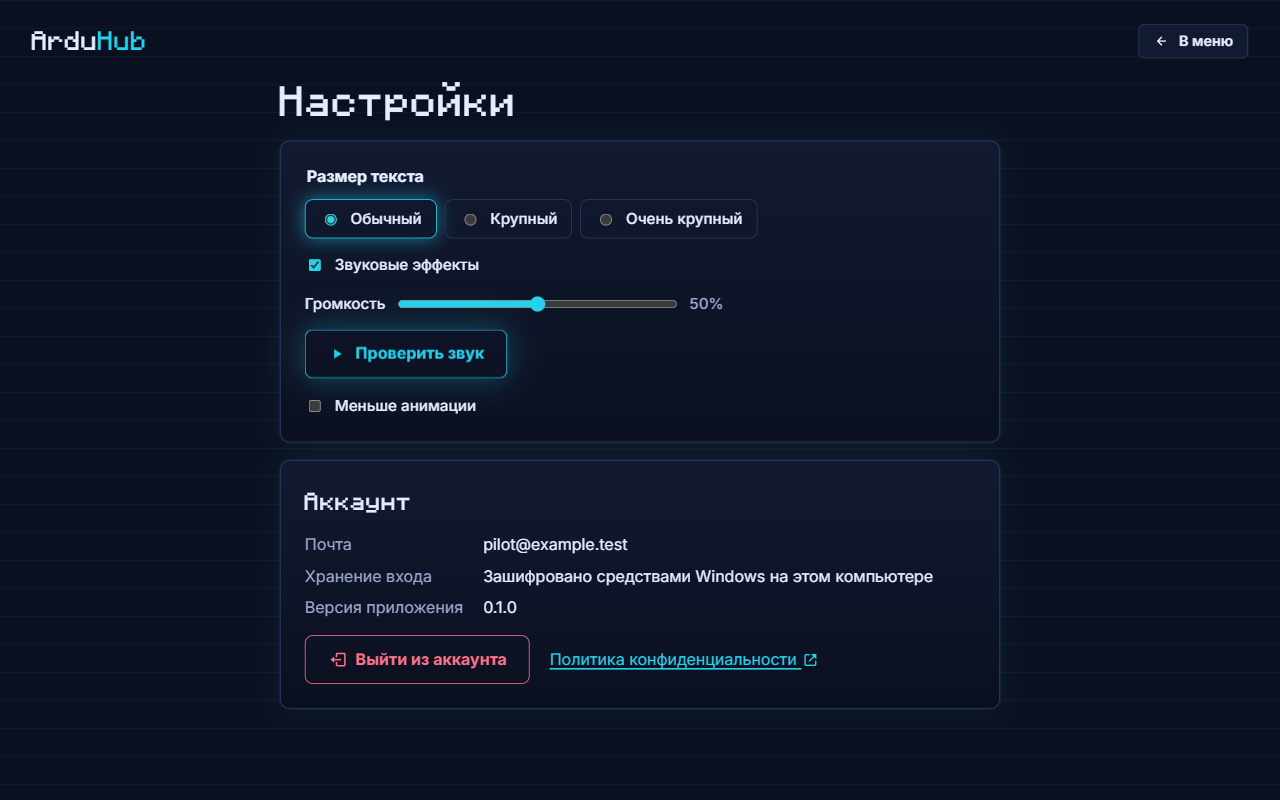 ArduHub
В меню
Настройки
Размер текста
Обычный Крупный Очень крупный
Звуковые эффекты
Громкость 50%
Проверить звук
Меньше анимации
Аккаунт
Почта pilot@example.test
Хранение входа Зашифровано средствами Windows на этом компьютере
Версия приложения 0.1.0
Выйти из аккаунта Политика конфиденциальности